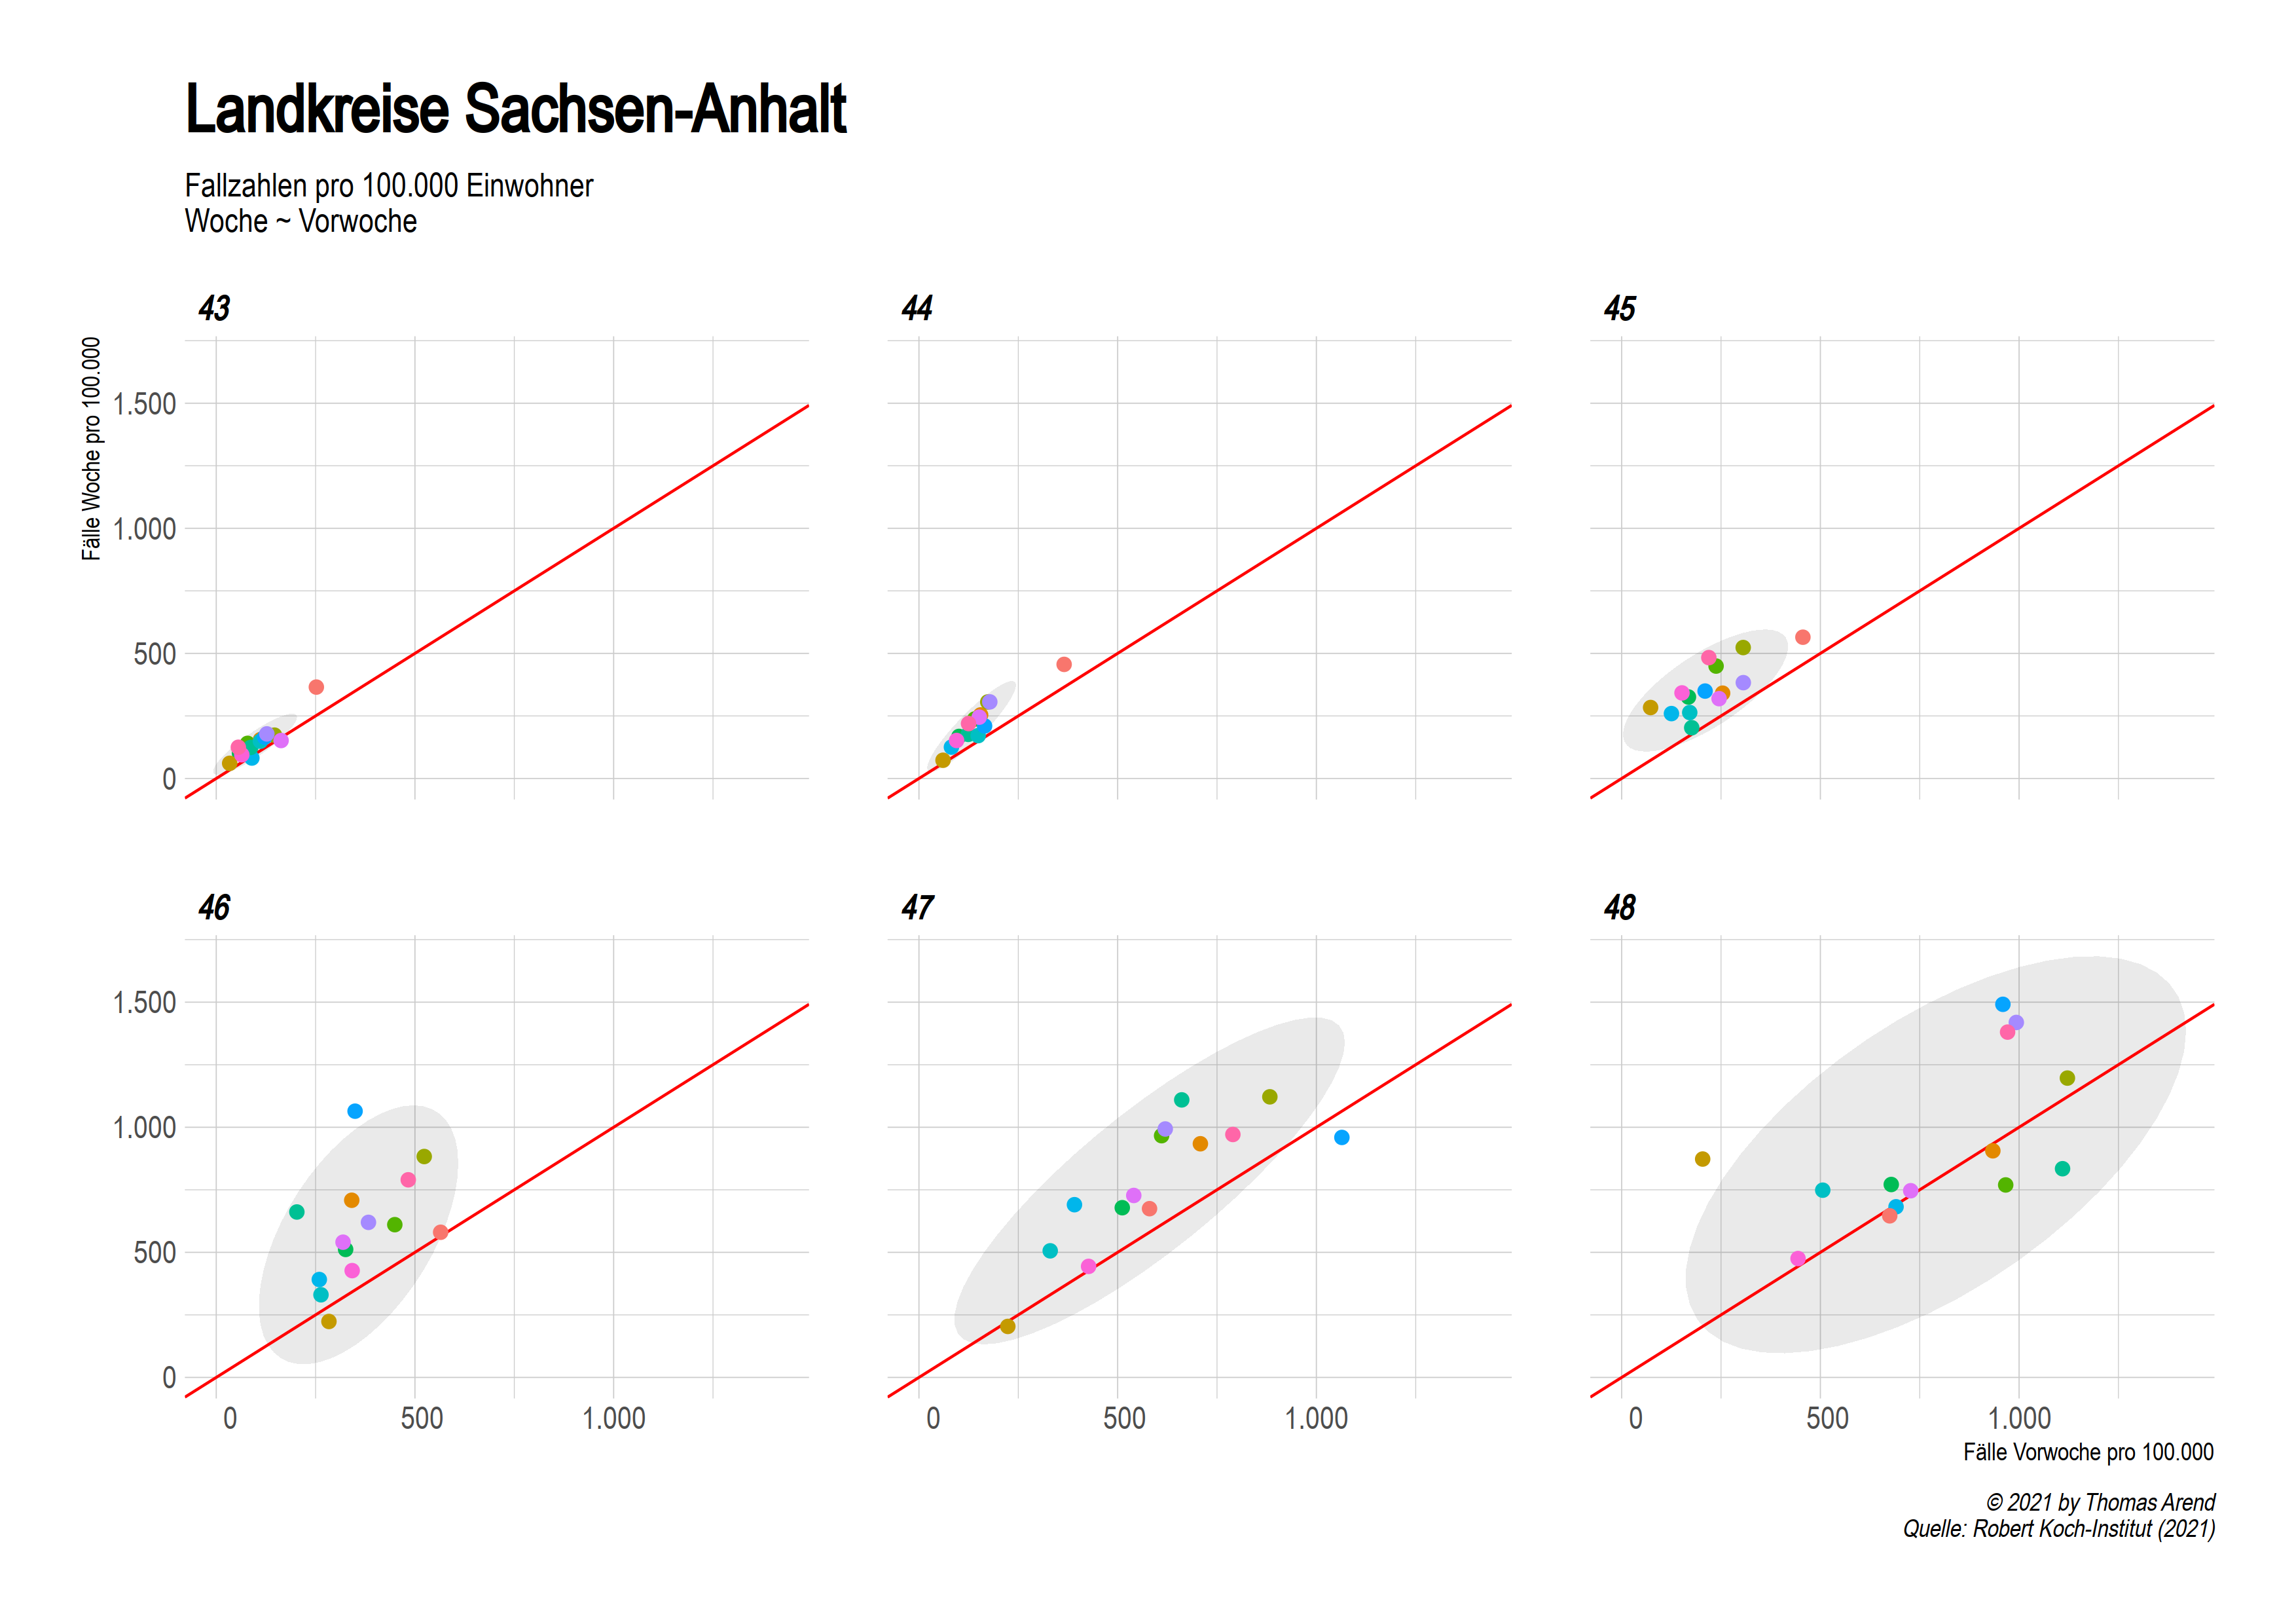 Landkreise Sachsen-Anhalt
Fallzahlen pro 100.000 Einwohner
Woche ~ Vorwoche
43
44
45
Fälle Woche pro 100.000
1.500
1.000
500
0
46
47
48
1.500
1.000
500
0
0 500 1.000
0 500 1.000
0 500 1.000
Fälle Vorwoche pro 100.000
© 2021 by Thomas Arend
Quelle: Robert Koch-Institut (2021)